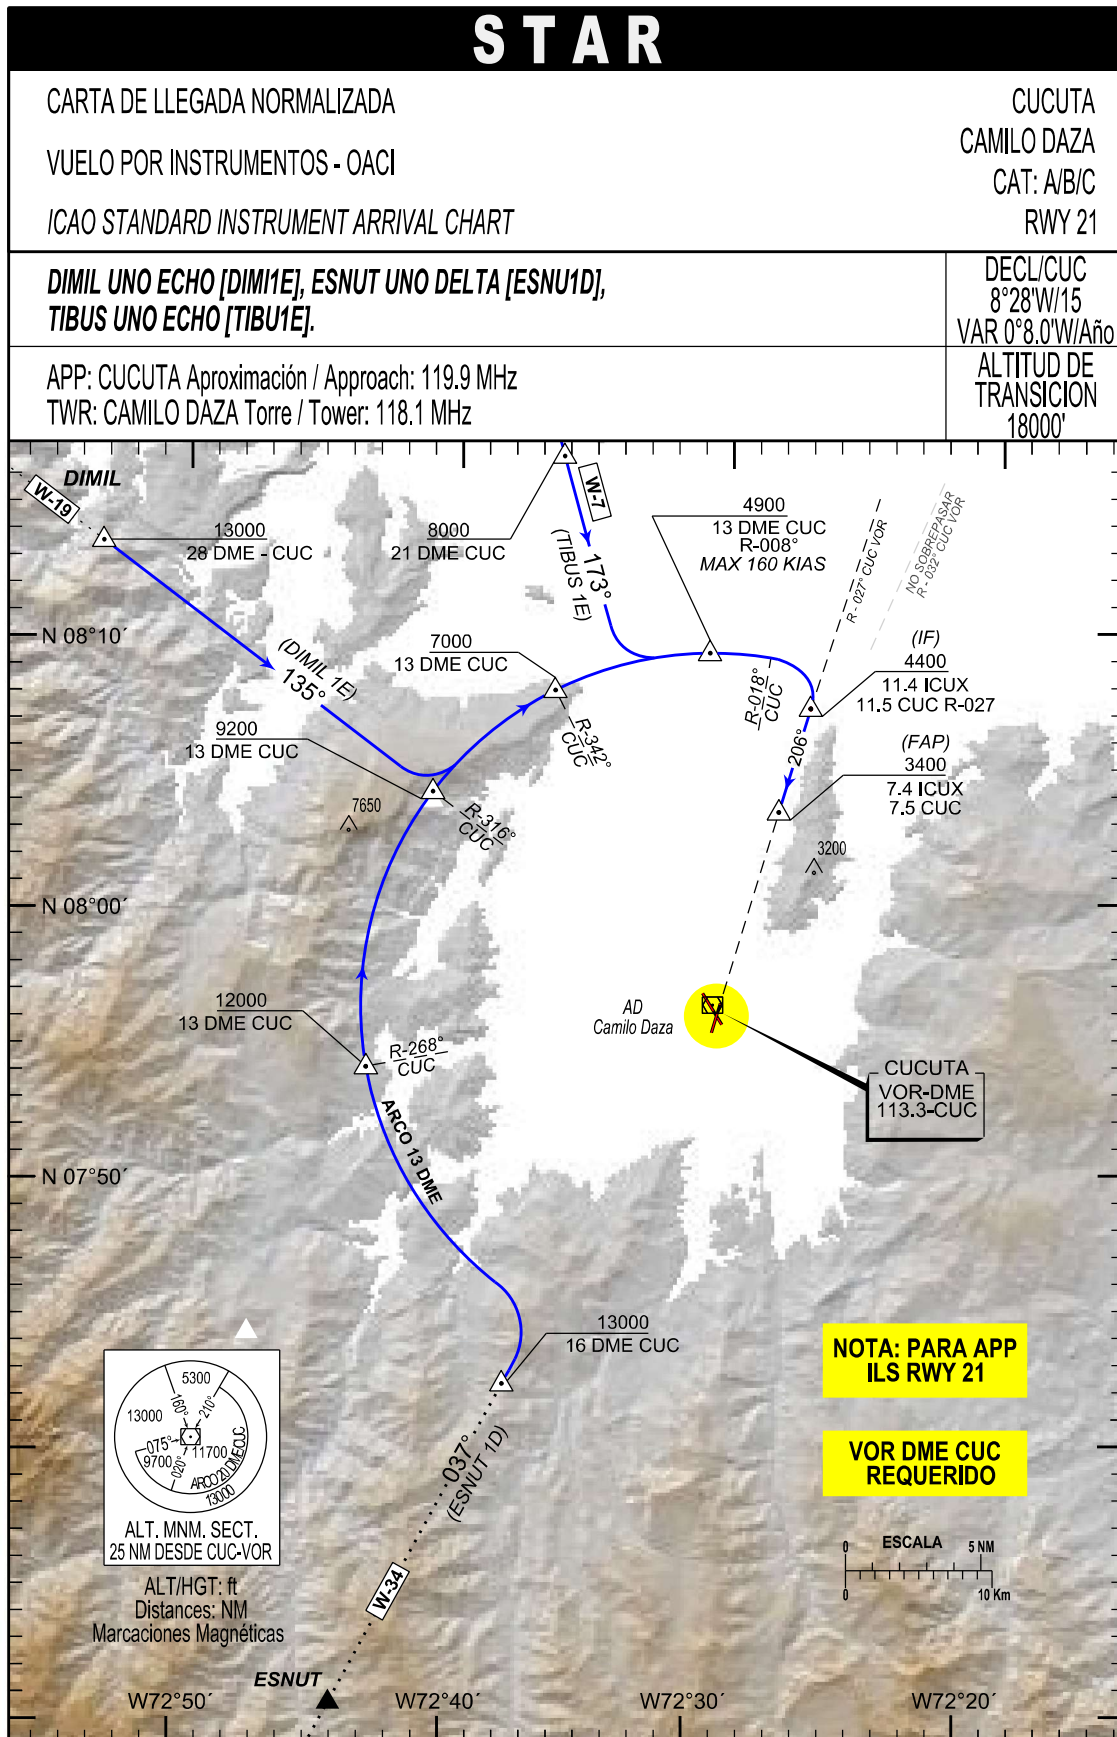 STAR
CARTA DE LLEGADA NORMALIZADA
VUELO POR INSTRUMENTOS - OACI
ICAO STANDARD INSTRUMENT ARRIVAL CHART
CUCUTA
CAMILO DAZA
CAT: A/B/C
RWY 21
DIMIL UNO ECHO [DIMI1E], ESNUT UNO DELTA [ESNU1D],
TIBUS UNO ECHO [TIBU1E].
DECL/CUC
8°28'W/15
VAR 0°8.0'W/Año
APP: CUCUTA Aproximación / Approach: 119.9 MHz
TWR: CAMILO DAZA Torre / Tower: 118.1 MHz
ALTITUD DE
TRANSICION
18000'
DIMIL
W-19
13000
28 DME - CUC
8000
21 DME CUC
W-7
173°
(TIBUS 1E)
4900
13 DME CUC
R-008°
MAX 160 KIAS
R - 027° CUC VOR
NO SOBREPASAR
R - 032° CUC VOR
N 08°10´
(DIMIL 1E)
135°
7000
13 DME CUC
R-342°
CUC
R-018°
CUC
(IF)
4400
11.4 ICUX
11.5 CUC R-027
206°
9200
13 DME CUC
(FAP)
3400
7.4 ICUX
7.5 CUC
7650
R-316°
CUC
3200
N 08°00´
12000
13 DME CUC
R-268°
CUC
AD
Camilo Daza
CUCUTA
VOR-DME
113.3-CUC
ARCO 13 DME
N 07°50´
13000
16 DME CUC
NOTA: PARA APP
ILS RWY 21
VOR DME CUC
REQUERIDO
5300
160°
210°
13000
075°
9700
11700
020°
ARCO 20 DME CUC
13000
ALT. MNM. SECT.
25 NM DESDE CUC-VOR
ALT/HGT: ft
Distances: NM
Marcaciones Magnéticas
037°
(ESNUT 1D)
W-34
ESNUT
0 ESCALA 5 NM
0 10 Km
W72°50´
W72°40´
W72°30´
W72°20´